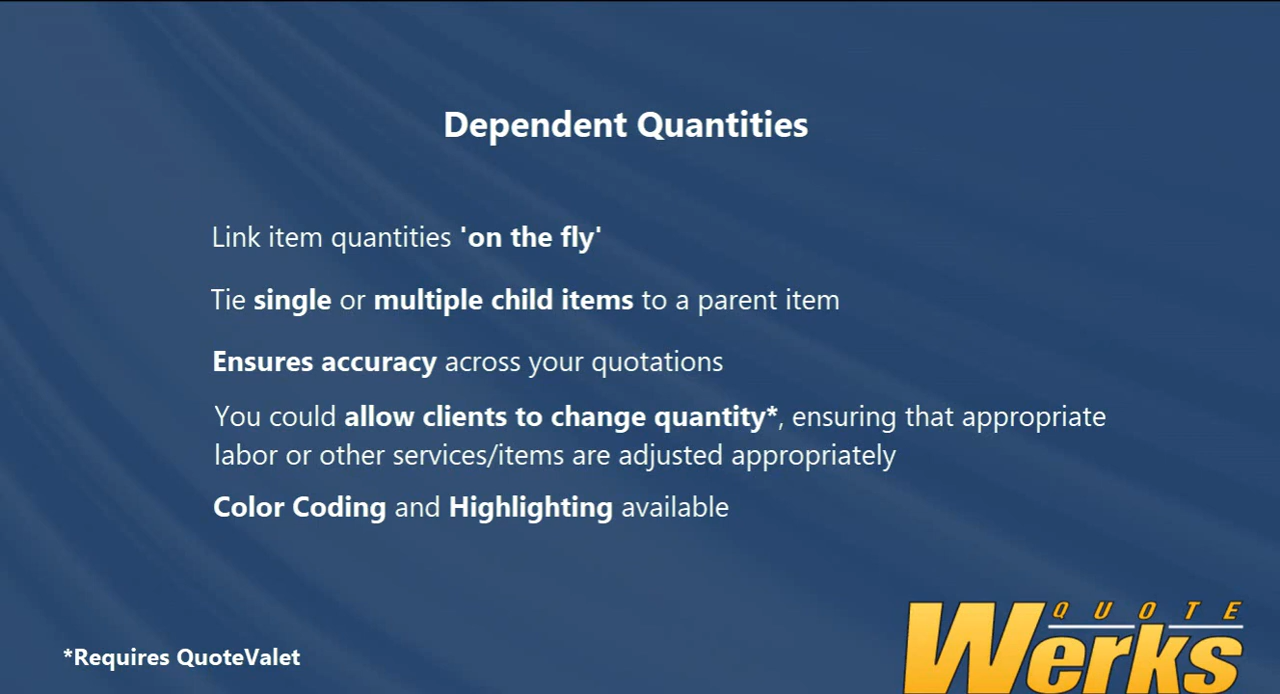 Dependent Quantities
Link item quantities 'on the fly'
Tie single or multiple child items to a parent item
Ensures accuracy across your quotations
You could allow clients to change quantity*, ensuring that appropriate
labor or other services/items are adjusted appropriately
Color Coding and Highlighting available
QUOTE
Werks
*Requires QuoteValet